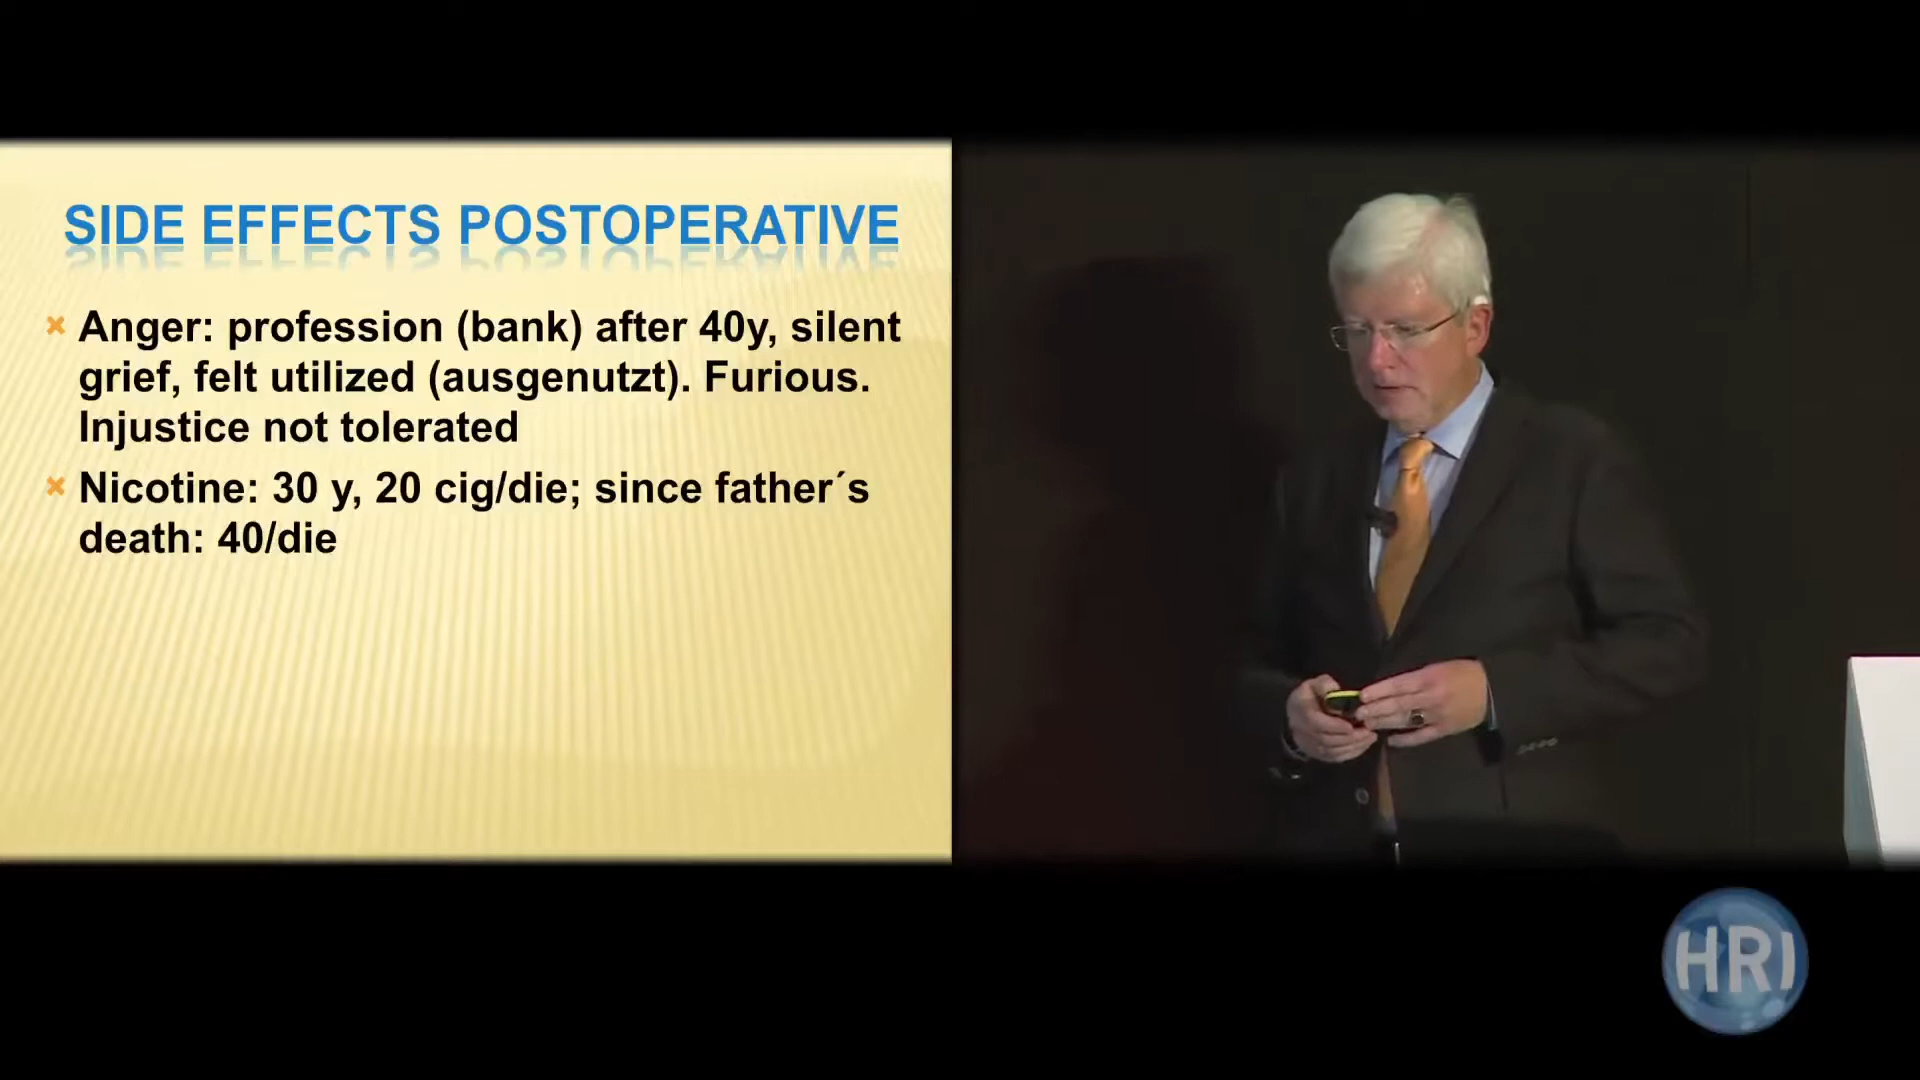 SIDE EFFECTS POSTOPERATIVE
Anger: profession (bank) after 40y, silent
grief, felt utilized (ausgenutzt). Furious.
Injustice not tolerated
Nicotine: 30 y, 20 cig/die; since father´s
death: 40/die
HRI